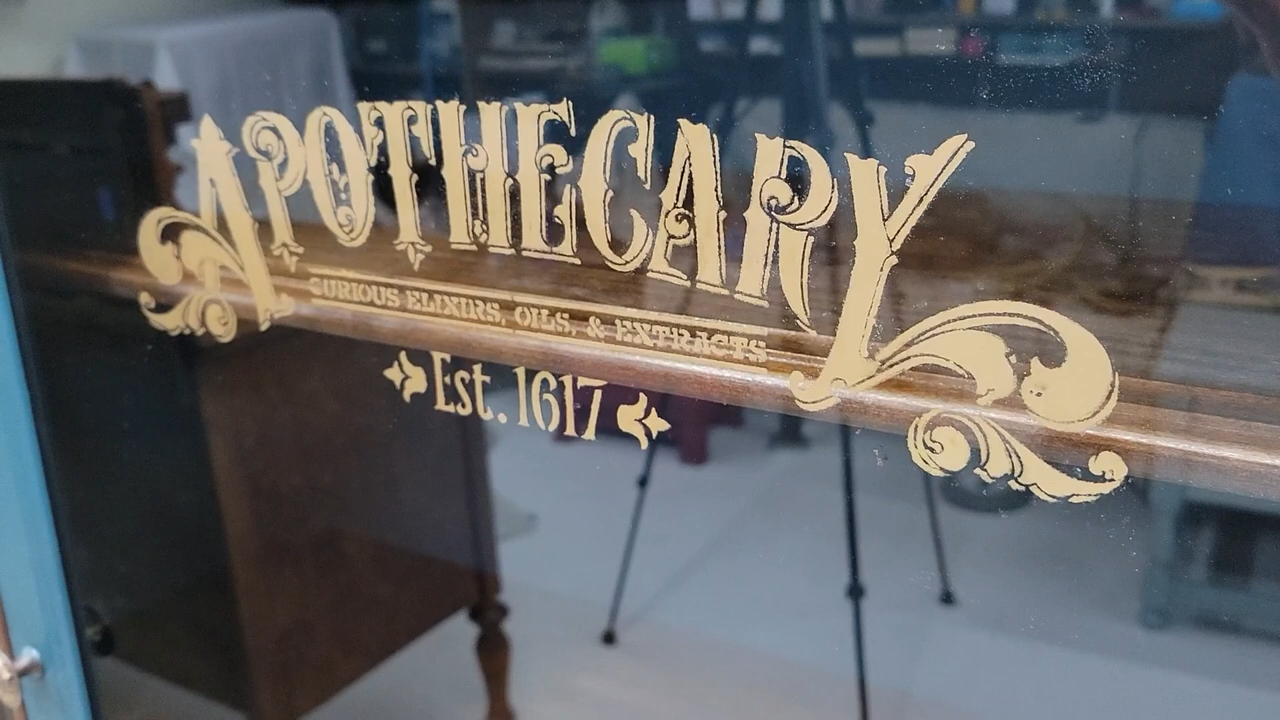 APOTHECARY
CURIOUS ELIXIRS, OILS, & EXTRACTS
Est. 1617